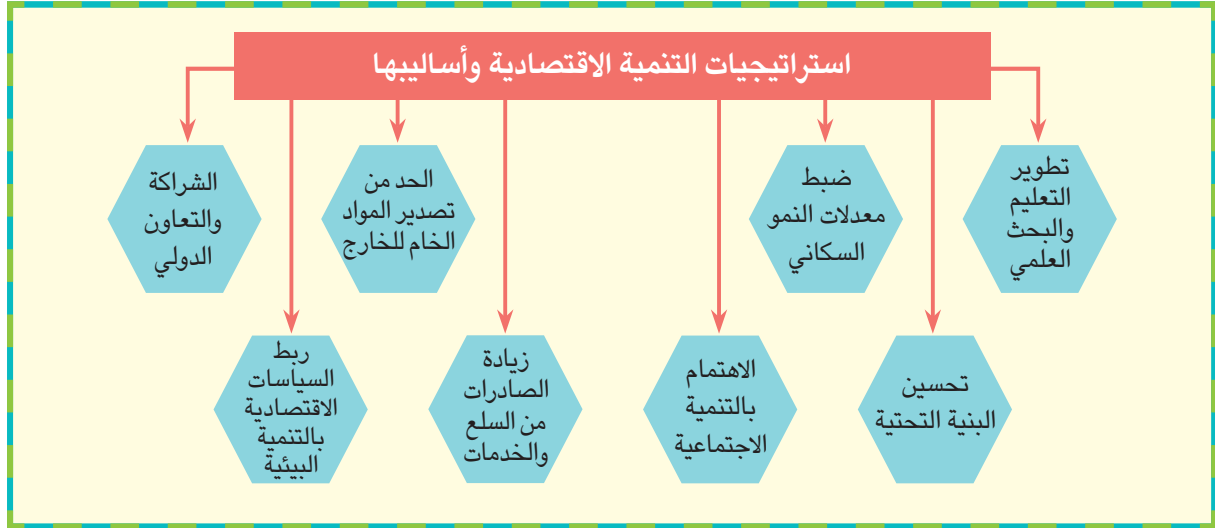 استراتيجيات التنمية الاقتصادية وأساليبها
تطوير
التعليم
والبحث
العلمي
تحسين
البنية التحتية
ضبط
معدلات النمو
السكاني
الاهتمام
بالتنمية
الاجتماعية
زيادة
الصادرات
من السلع
والخدمات
الحد من
تصدير المواد
الخام للخارج
ربط
السياسات
الاقتصادية
بالتنمية
البيئية
الشراكة
والتعاون
الدولي